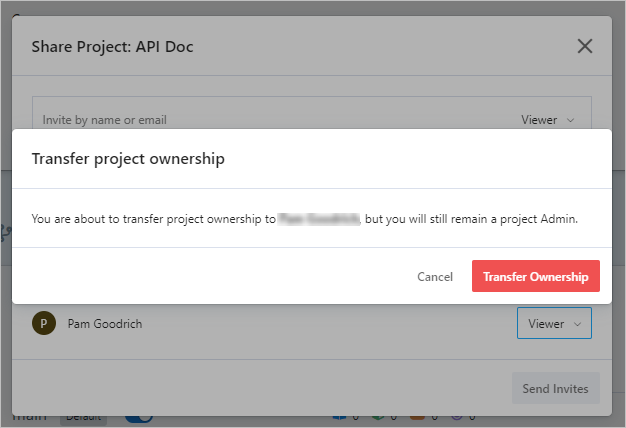 Share Project: API Doc
Invite by name or email
Viewer
Transfer project ownership
You are about to transfer project ownership to , but you will still remain a project Admin.
Cancel
Transfer Ownership
P
Pam Goodrich
Viewer
Send Invites
main
Default
0
0
0
0